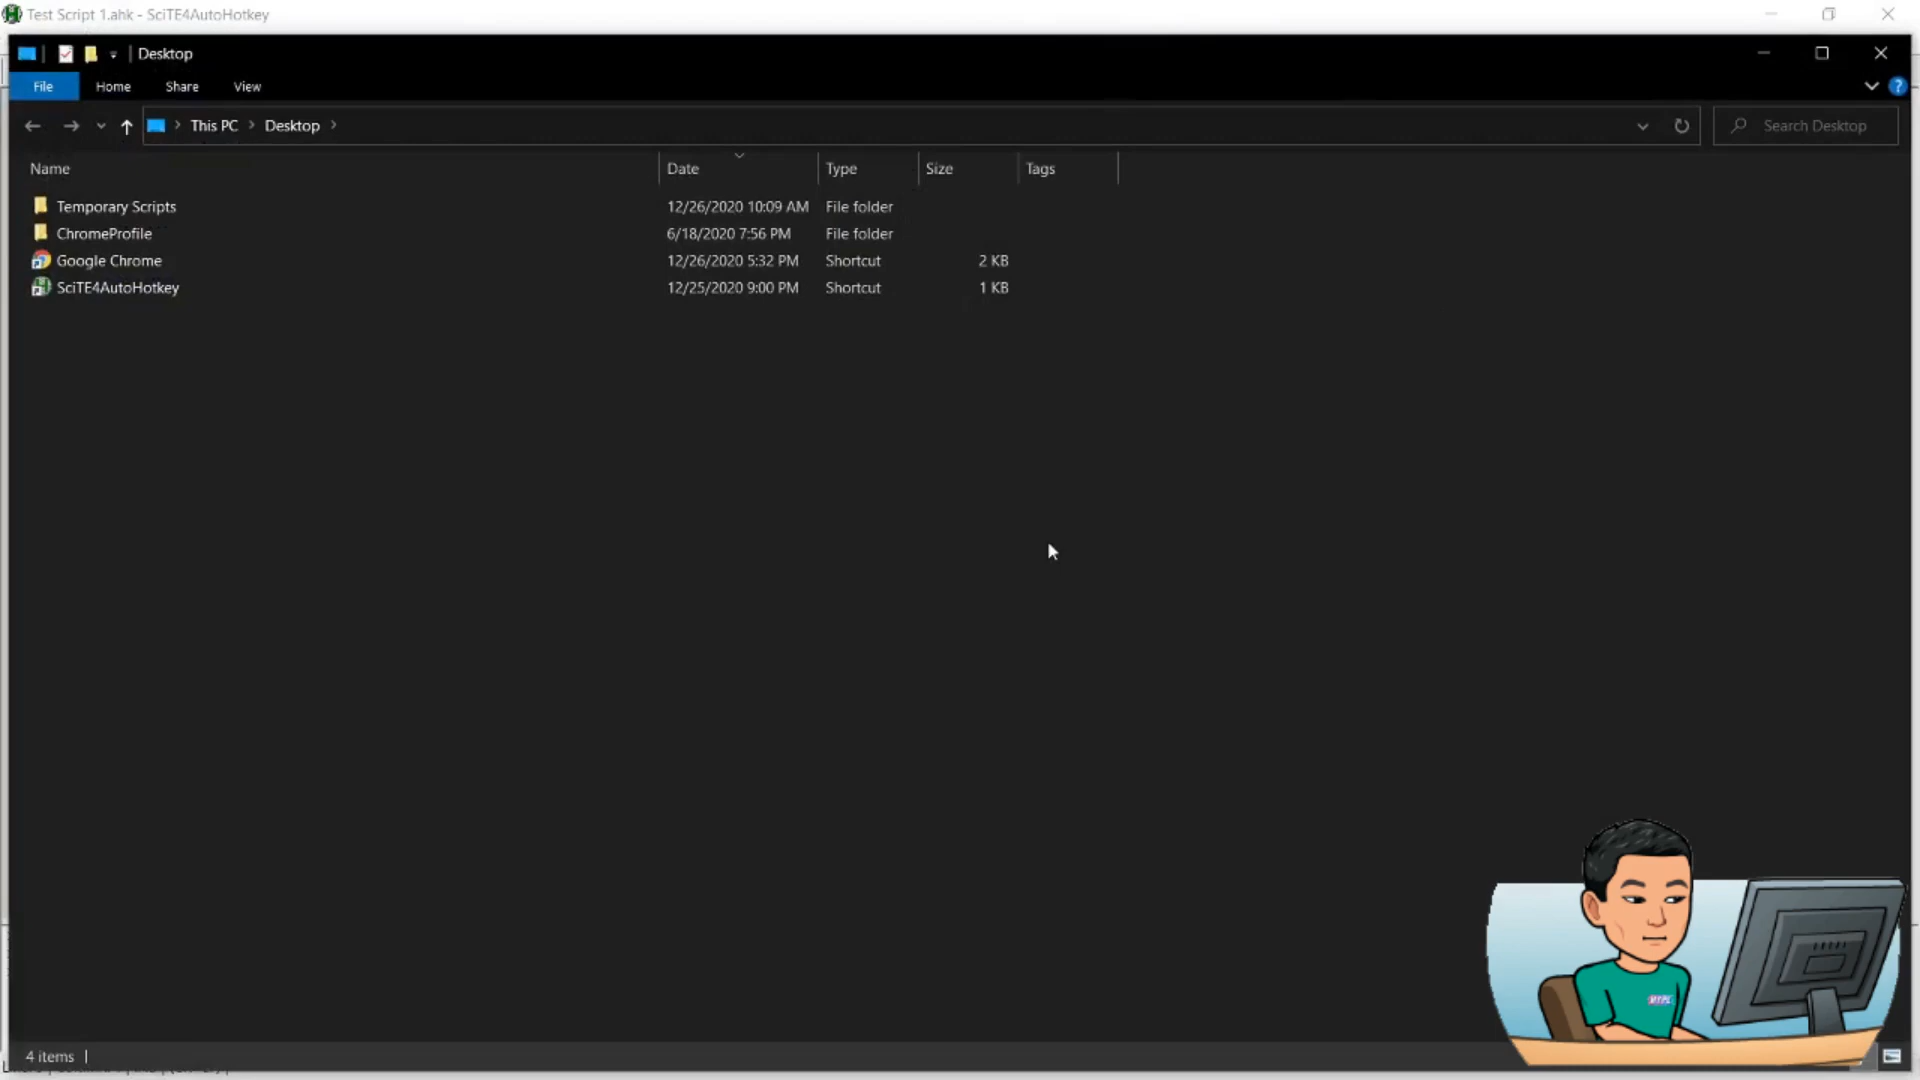 Test Script 1.ahk - SciTE4AutoHotkey
Desktop
File Home Share View
This PC Desktop
Search Desktop
Name Date Type Size Tags
Temporary Scripts 12/26/2020 10:09 AM File folder
ChromeProfile 6/18/2020 7:56 PM File folder
Google Chrome 12/26/2020 5:32 PM Shortcut 2 KB
SciTE4AutoHotkey 12/25/2020 9:00 PM Shortcut 1 KB
4 items